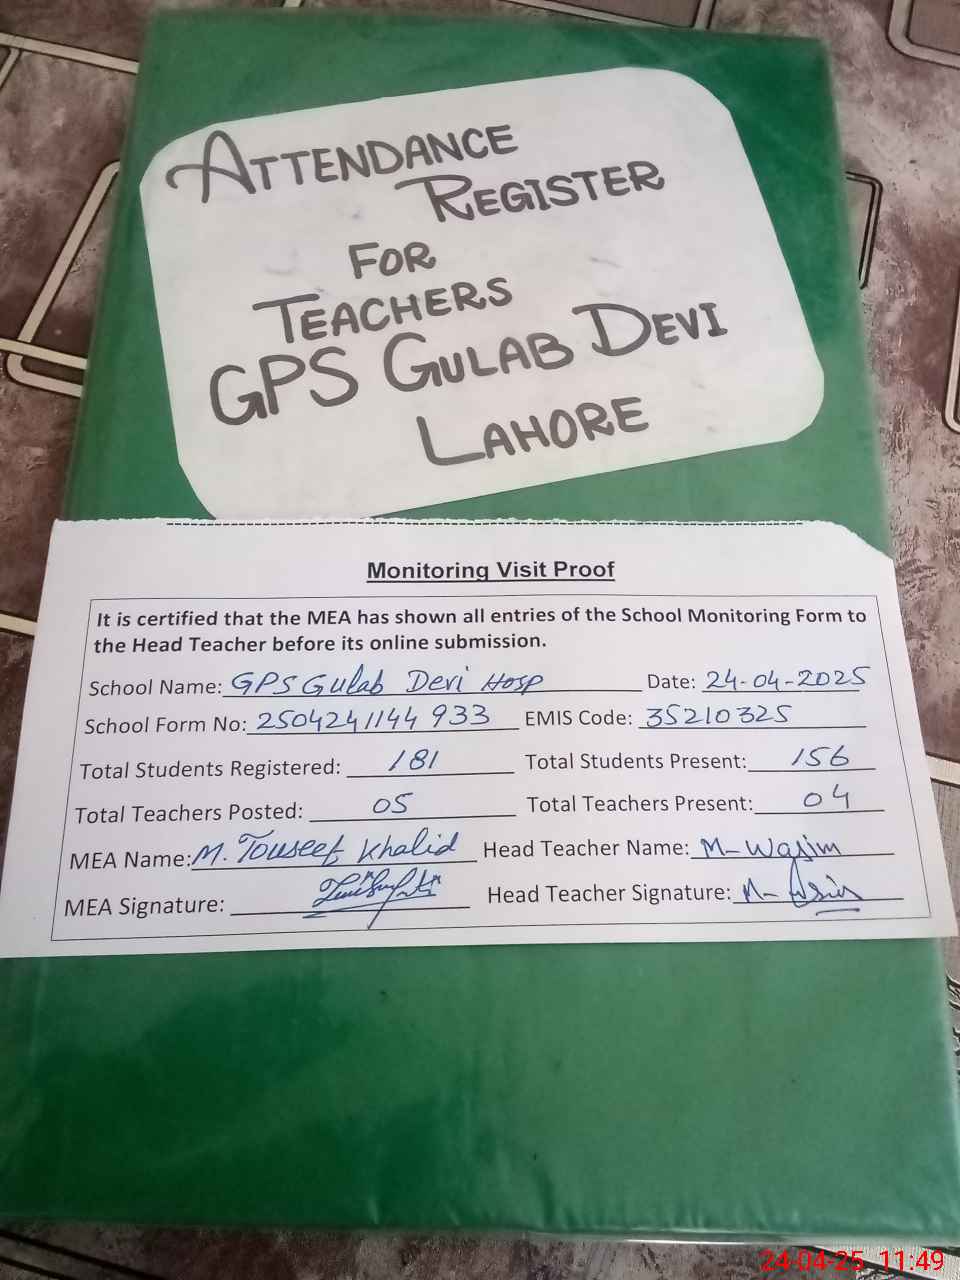 ATTENDANCE
REGISTER
FOR
TEACHERS
GPS GULAB DEVI
LAHORE
Monitoring Visit Proof
It is certified that the MEA has shown all entries of the School Monitoring Form to
the Head Teacher before its online submission.
School Name: GPS Gulab Devi Hosp Date: 24-04-2025
School Form No: 2504241144933 EMIS Code: 35210325
Total Students Registered: 181 Total Students Present: 156
Total Teachers Posted: 05 Total Teachers Present: 04
MEA Name: M. Touseef Khalid Head Teacher Name: M-Wasim
MEA Signature: Head Teacher Signature:
24-04-25 11:49